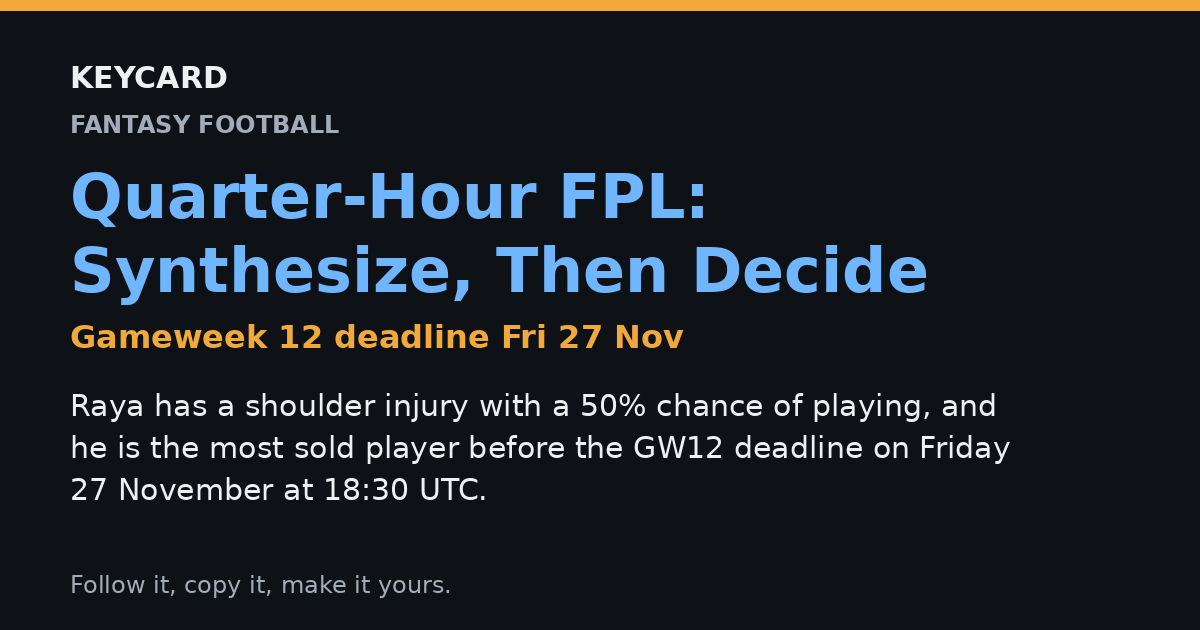 KEYCARD
FANTASY FOOTBALL
Quarter-Hour FPL:
Synthesize, Then Decide
Gameweek 12 deadline Fri 27 Nov
Raya has a shoulder injury with a 50% chance of playing, and
he is the most sold player before the GW12 deadline on Friday
27 November at 18:30 UTC.
Follow it, copy it, make it yours.